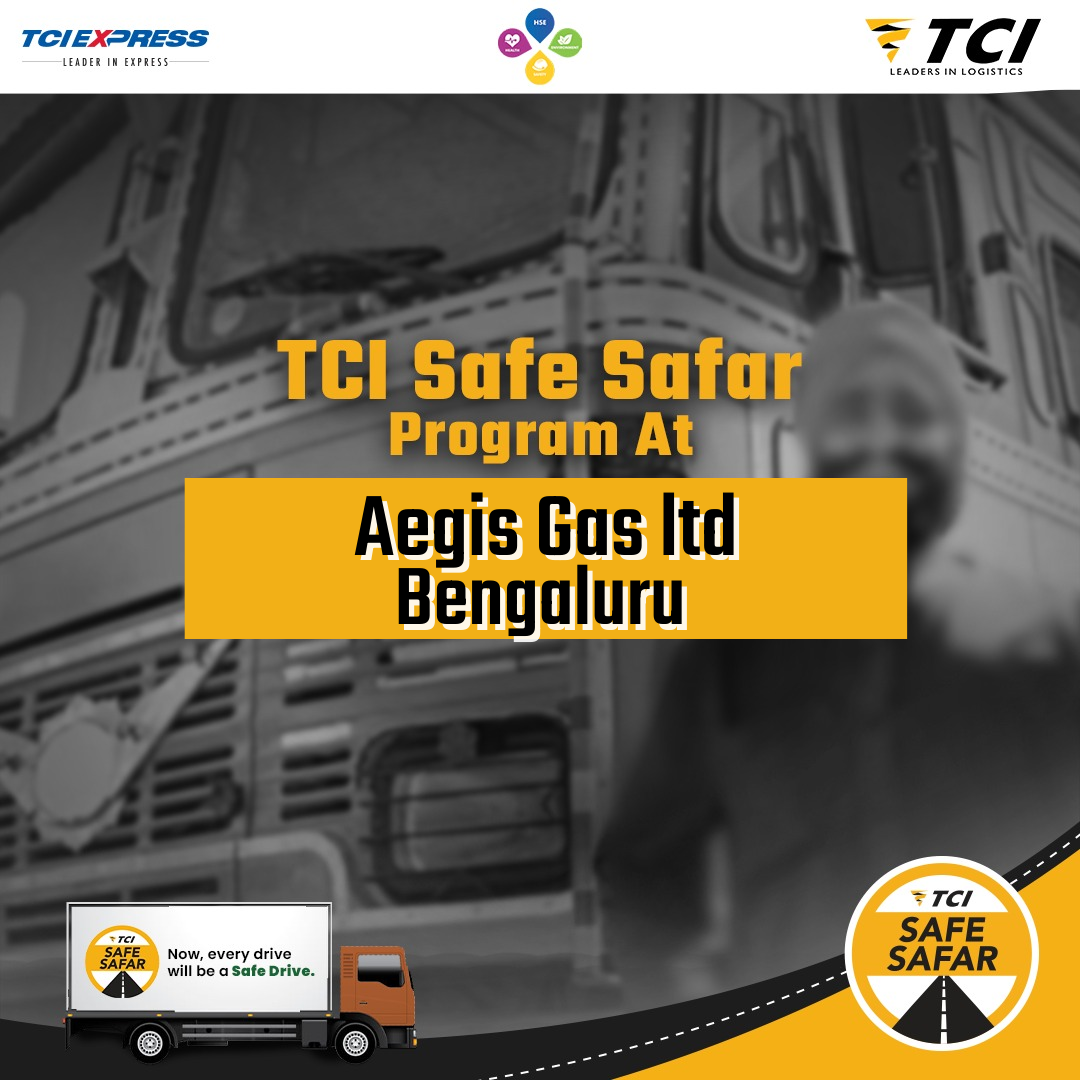 TCIEXPRESS
LEADER IN EXPRESS
HSE
HEALTH
ENVIRONMENT
SAFETY
TCI
LEADERS IN LOGISTICS
TCI Safe Safar
Program At
Aegis Gas ltd
Bengaluru
TCI
SAFE
SAFAR
Now, every drive
will be a Safe Drive.
TCI
SAFE
SAFAR